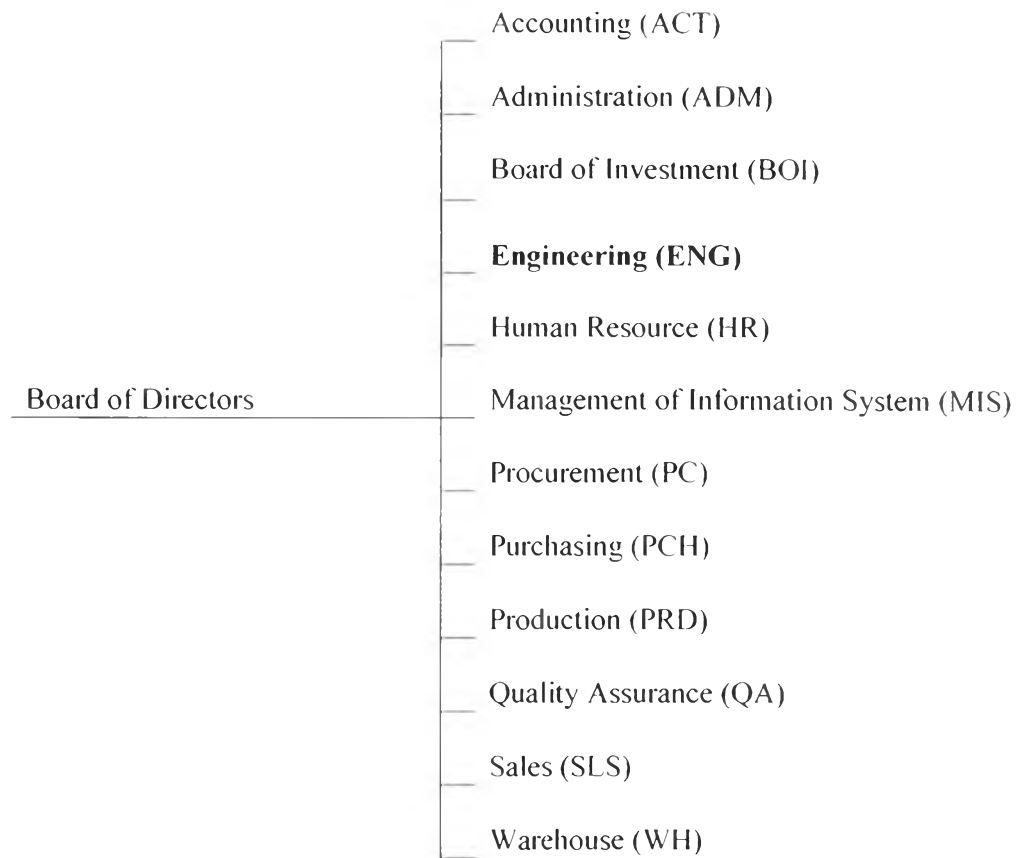 Accounting (ACT)
Administration (ADM)
Board of Investment (BOI)
Engineering (ENG)
Human Resource (HR)
Board of Directors
Management of Information System (MIS)
Procurement (PC)
Purchasing (PCH)
Production (PRD)
Quality Assurance (QA)
Sales (SLS)
Warehouse (WH)